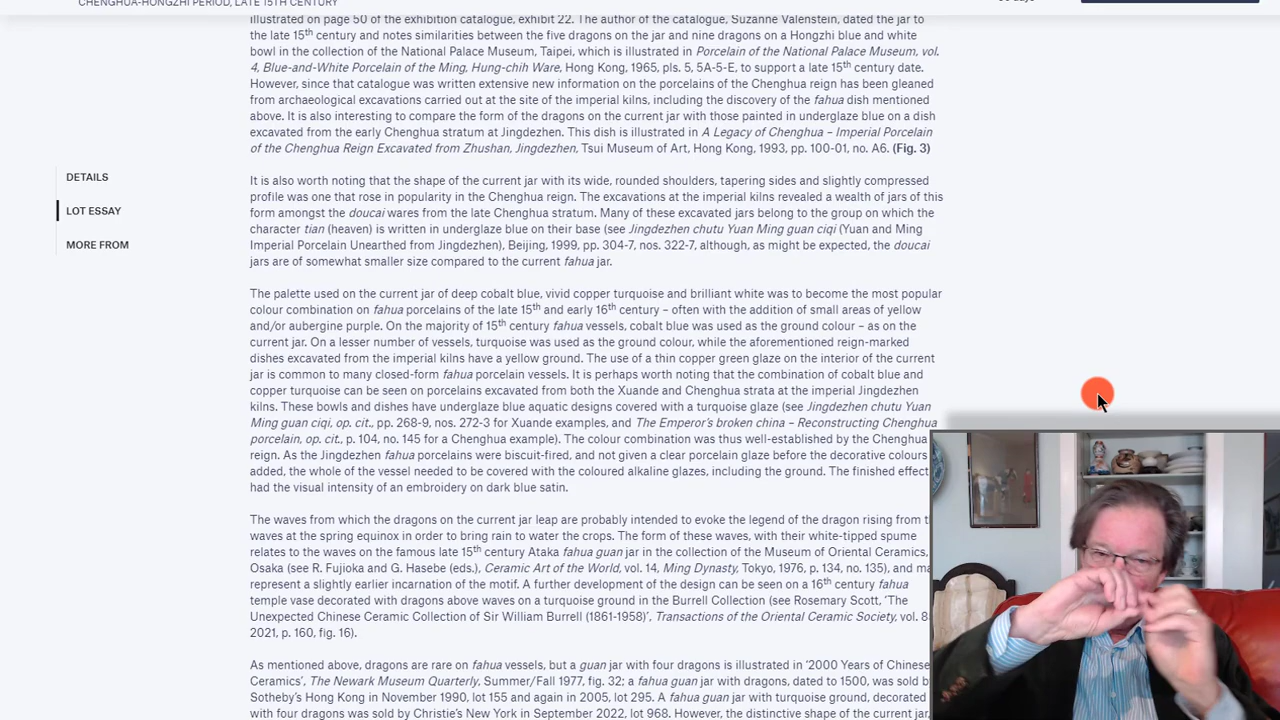 CHENGHUA-HONGZHI PERIOD, LATE 15TH CENTURY
illustrated on page 50 of the exhibition catalogue, exhibit 22. The author of the catalogue, Suzanne Valenstein, dated the jar to
the late 15th century and notes similarities between the five dragons on the jar and nine dragons on a Hongzhi blue and white
bowl in the collection of the National Palace Museum, Taipei, which is illustrated in Porcelain of the National Palace Museum, vol.
4, Blue-and-White Porcelain of the Ming, Hung-chih Ware, Hong Kong, 1965, pls. 5, 5A-5-E, to support a late 15th century date.
However, since that catalogue was written extensive new information on the porcelains of the Chenghua reign has been gleaned
from archaeological excavations carried out at the site of the imperial kilns, including the discovery of the fahua dish mentioned
above. It is also interesting to compare the form of the dragons on the current jar with those painted in underglaze blue on a dish
excavated from the early Chenghua stratum at Jingdezhen. This dish is illustrated in A Legacy of Chenghua – Imperial Porcelain
of the Chenghua Reign Excavated from Zhushan, Jingdezhen, Tsui Museum of Art, Hong Kong, 1993, pp. 100-01, no. A6. (Fig. 3)
DETAILS
LOT ESSAY
MORE FROM
It is also worth noting that the shape of the current jar with its wide, rounded shoulders, tapering sides and slightly compressed
profile was one that rose in popularity in the Chenghua reign. The excavations at the imperial kilns revealed a wealth of jars of this
form amongst the doucai wares from the late Chenghua stratum. Many of these excavated jars belong to the group on which the
character tian (heaven) is written in underglaze blue on their base (see Jingdezhen chutu Yuan Ming guan ciqi (Yuan and Ming
Imperial Porcelain Unearthed from Jingdezhen), Beijing, 1999, pp. 304-7, nos. 322-7, although, as might be expected, the doucai
jars are of somewhat smaller size compared to the current fahua jar.
The palette used on the current jar of deep cobalt blue, vivid copper turquoise and brilliant white was to become the most popular
colour combination on fahua porcelains of the late 15th and early 16th century – often with the addition of small areas of yellow
and/or aubergine purple. On the majority of 15th century fahua vessels, cobalt blue was used as the ground colour – as on the
current jar. On a lesser number of vessels, turquoise was used as the ground colour, while the aforementioned reign-marked
dishes excavated from the imperial kilns have a yellow ground. The use of a thin copper green glaze on the interior of the current
jar is common to many closed-form fahua porcelain vessels. It is perhaps worth noting that the combination of cobalt blue and
copper turquoise can be seen on porcelains excavated from both the Xuande and Chenghua strata at the imperial Jingdezhen
kilns. These bowls and dishes have underglaze blue aquatic designs covered with a turquoise glaze (see Jingdezhen chutu Yuan
Ming guan ciqi, op. cit., pp. 268-9, nos. 272-3 for Xuande examples, and The Emperor's broken china – Reconstructing Chenghua
porcelain, op. cit., p. 104, no. 145 for a Chenghua example). The colour combination was thus well-established by the Chenghua
reign. As the Jingdezhen fahua porcelains were biscuit-fired, and not given a clear porcelain glaze before the decorative colours
added, the whole of the vessel needed to be covered with the coloured alkaline glazes, including the ground. The finished effect
had the visual intensity of an embroidery on dark blue satin.
The waves from which the dragons on the current jar leap are probably intended to evoke the legend of the dragon rising from
waves at the spring equinox in order to bring rain to water the crops. The form of these waves, with their white-tipped spume
relates to the waves on the famous late 15th century Ataka fahua guan jar in the collection of the Museum of Oriental Ceramics,
Osaka (see R. Fujioka and G. Hasebe (eds.), Ceramic Art of the World, vol. 14, Ming Dynasty, Tokyo, 1976, p. 134, no. 135), and
represent a slightly earlier incarnation of the motif. A further development of the design can be seen on a 16th century fahua
temple vase decorated with dragons above waves on a turquoise ground in the Burrell Collection (see Rosemary Scott, 'The
Unexpected Chinese Ceramic Collection of Sir William Burrell (1861-1958)', Transactions of the Oriental Ceramic Society, vol.
2021, p. 160, fig. 16).
As mentioned above, dragons are rare on fahua vessels, but a guan jar with four dragons is illustrated in '2000 Years of Chinese
Ceramics', The Newark Museum Quarterly, Summer/Fall 1977, fig. 32; a fahua guan jar with dragons, dated to 1500, was sold
Sotheby's Hong Kong in November 1990, lot 155 and again in 2005, lot 295. A fahua guan jar with turquoise ground, decorated
with four dragons was sold by Christie's New York in September 2022, lot 968. However, the distinctive shape of the current jar,